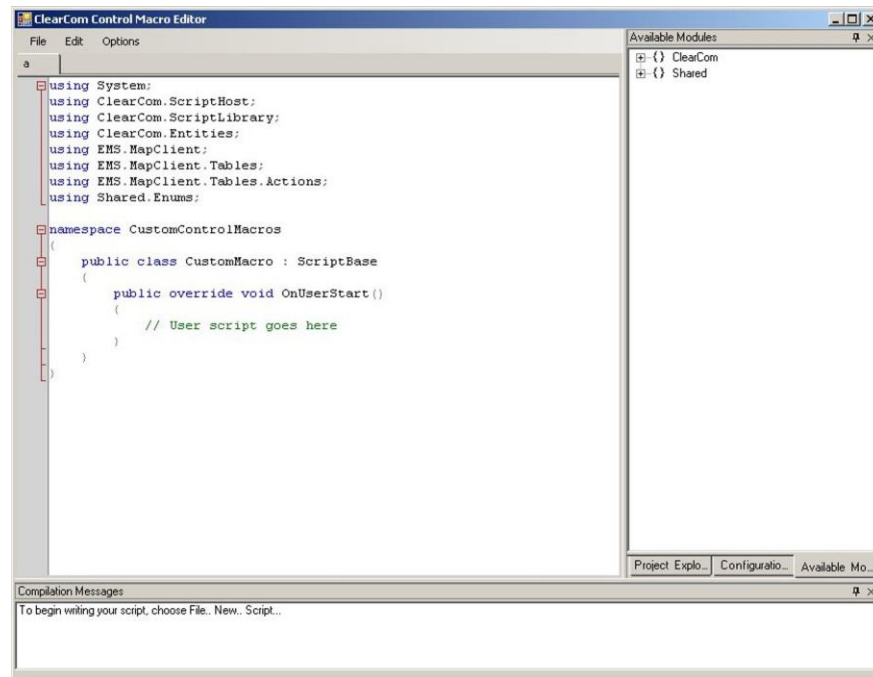 ClearCom Control Macro Editor
File Edit Options
a
using System;
using ClearCom.ScriptHost;
using ClearCom.ScriptLibrary;
using ClearCom.Entities;
using EMS.MapClient;
using EMS.MapClient.Tables;
using EMS.MapClient.Tables.Actions;
using Shared.Enums;
namespace CustomControlMacros
{
public class CustomMacro : ScriptBase
{
public override void OnUserStart()
{
// User script goes here
}
}
}
Available Modules
{} ClearCom
{} Shared
Project Explo... Configuratio... Available Mo...
Compilation Messages
To begin writing your script, choose File.. New.. Script...